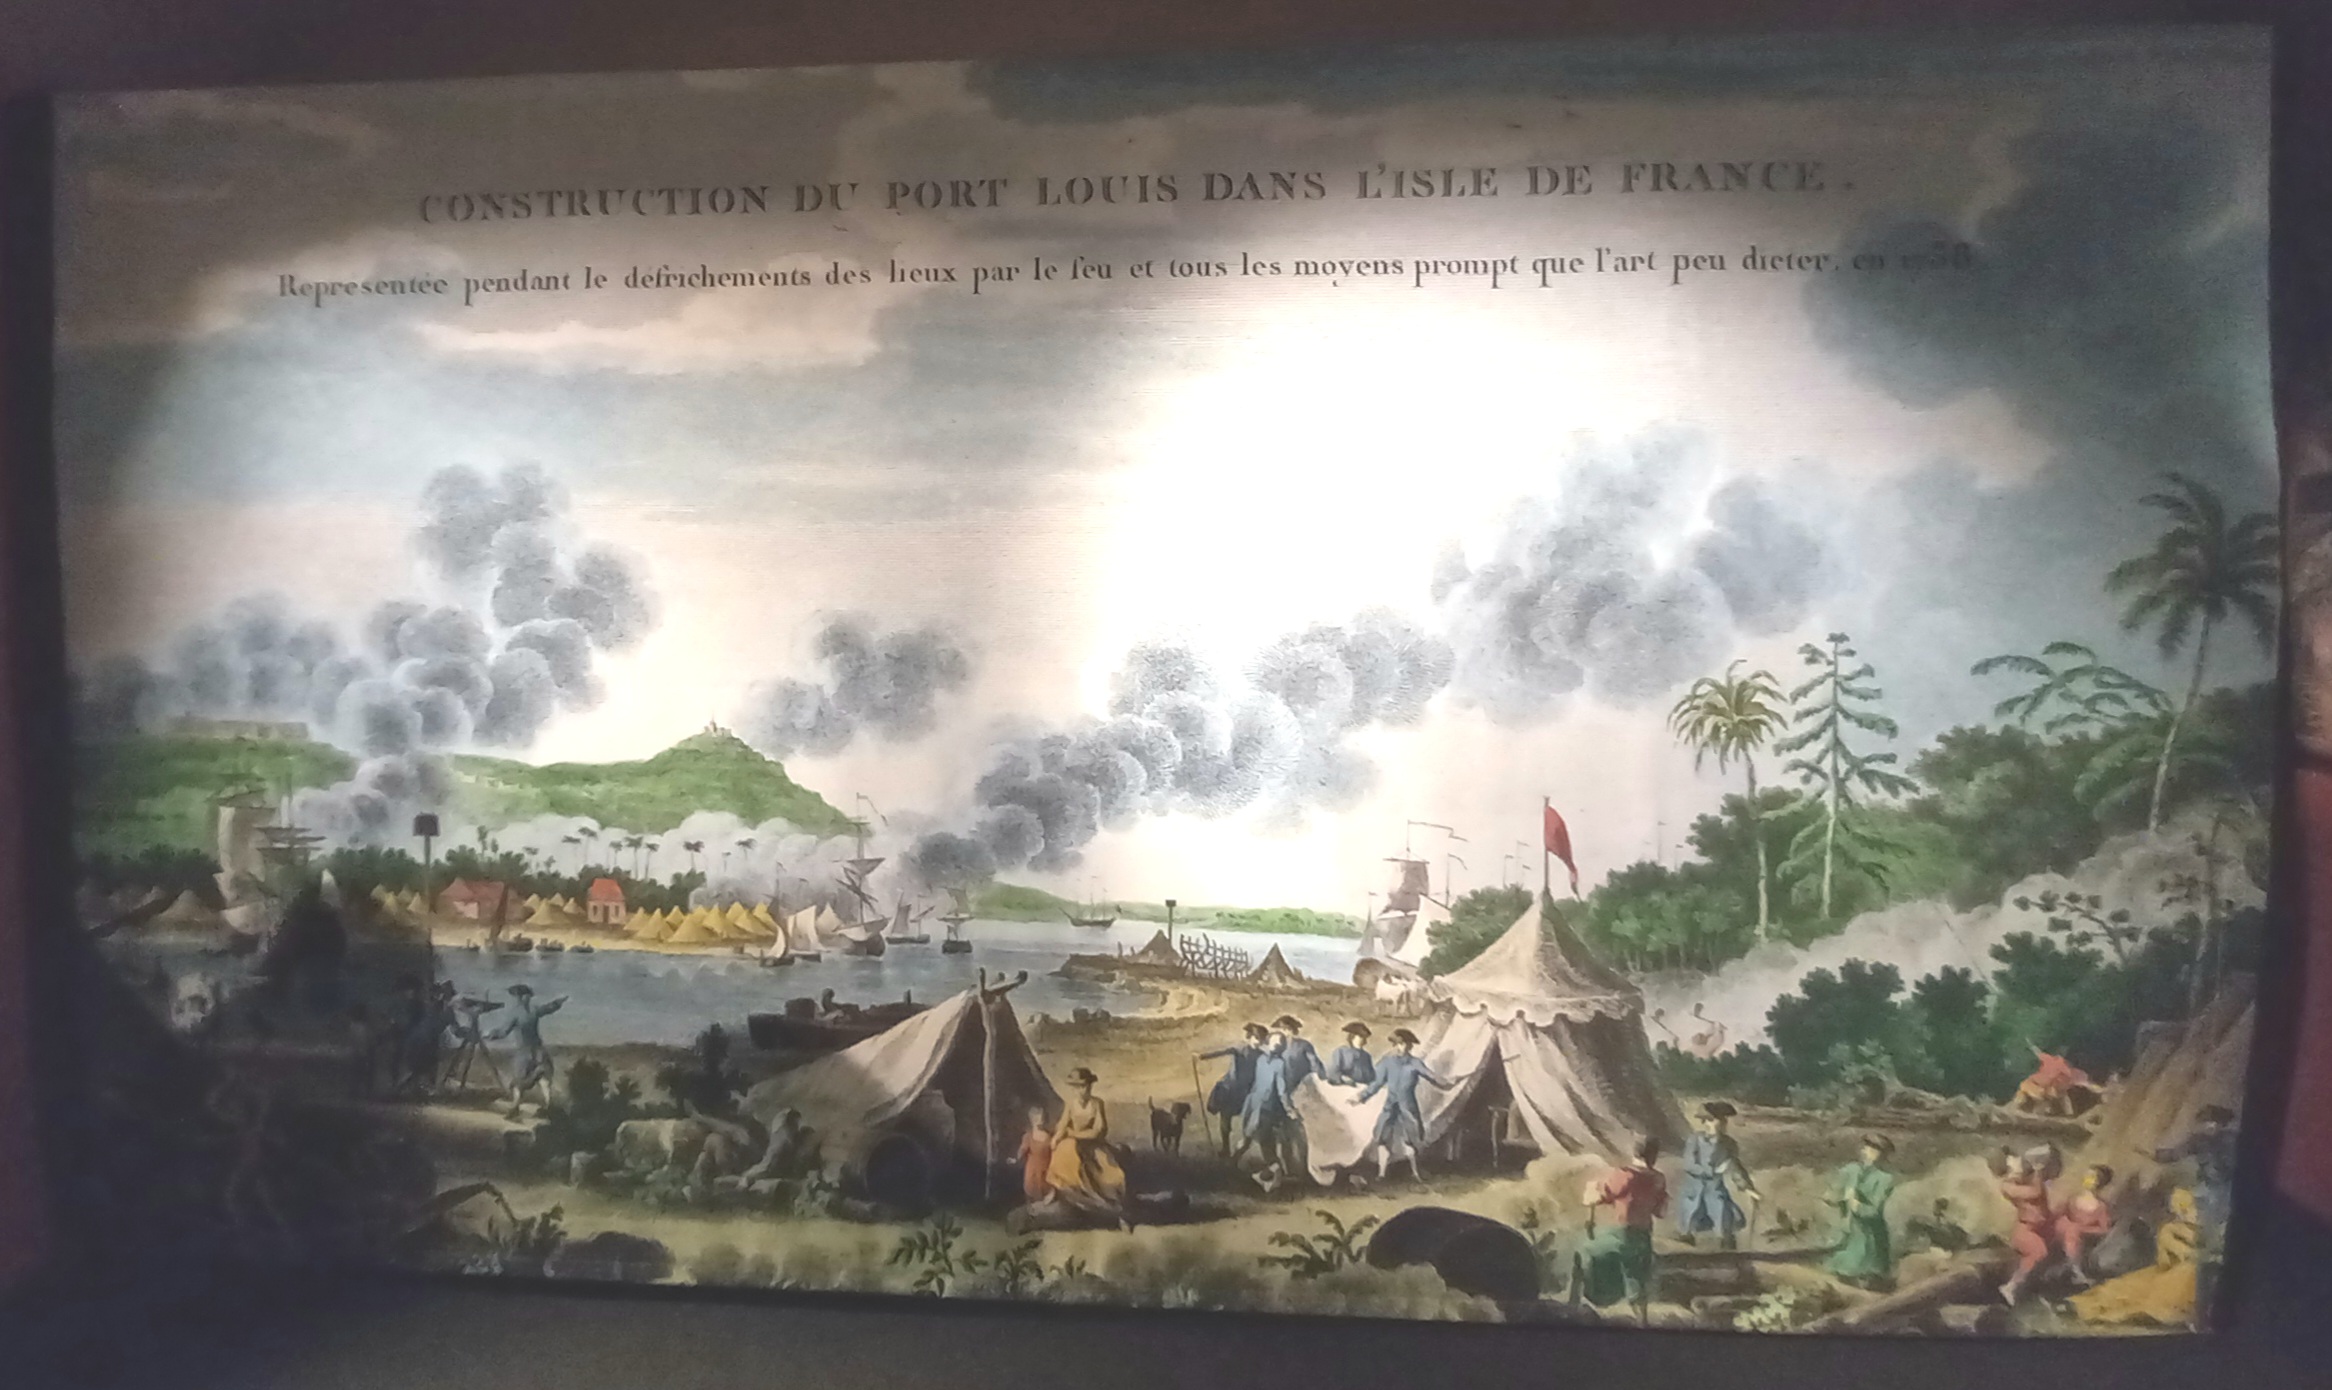 CONSTRUCTION DU PORT LOUIS DANS L'ISLE DE FRANCE.
Representée pendant le défrichements des lieux par le feu et tous les moyens prompt que l'art peu dicter, en